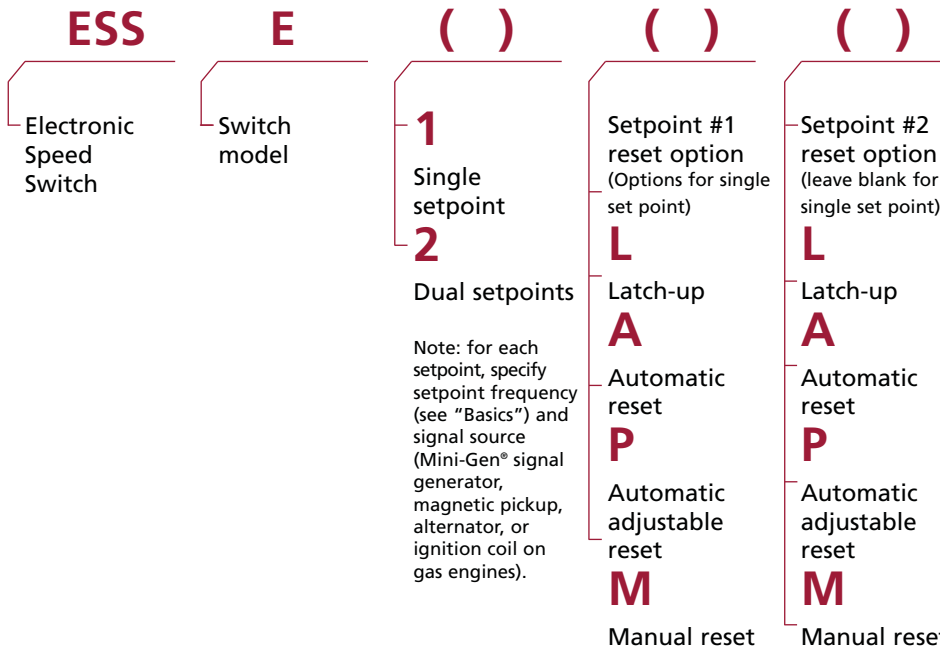 ESS
E
( )
( )
( )
Electronic
Speed
Switch
Switch
model
1
Single
setpoint
2
Dual setpoints
Note: for each
setpoint, specify
setpoint frequency
(see “Basics”) and
signal source
(Mini-Gen® signal
generator,
magnetic pickup,
alternator, or
ignition coil on
gas engines).
Setpoint #1
reset option
(Options for single
set point)
L
Latch-up
A
Automatic
reset
P
Automatic
adjustable
reset
M
Manual reset
Setpoint #2
reset option
(leave blank for
single set point)
L
Latch-up
A
Automatic
reset
P
Automatic
adjustable
reset
M
Manual reset